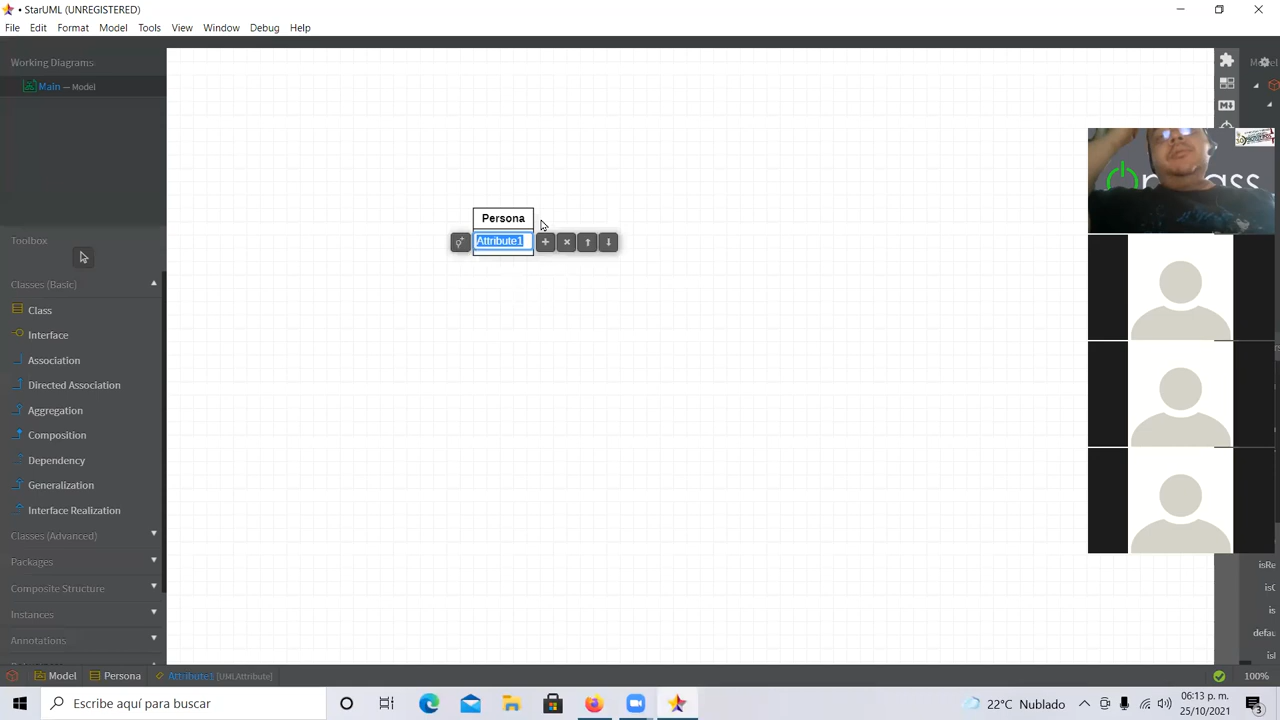 • StarUML (UNREGISTERED)
File Edit Format Model Tools View Window Debug Help
Working Diagrams
Main — Model
Toolbox
Classes (Basic)
Class
Interface
Association
Directed Association
Aggregation
Composition
Dependency
Generalization
Interface Realization
Classes (Advanced)
Packages
Composite Structure
Instances
Annotations
Persona
Attribute1
Model Persona Attribute1 [UMLAttribute]
100%
Escribe aquí para buscar
22°C Nublado
06:13 p. m.
25/10/2021
3